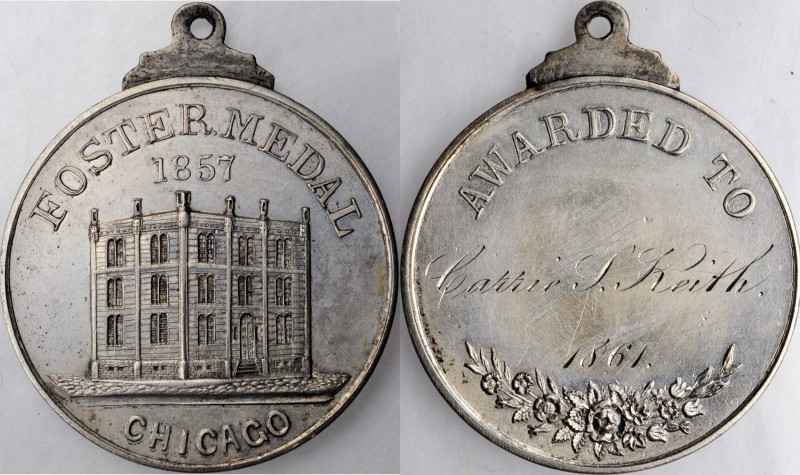 FOSTER MEDAL
1857
CHICAGO
AWARDED TO
Carrie S. Keith.
1861.